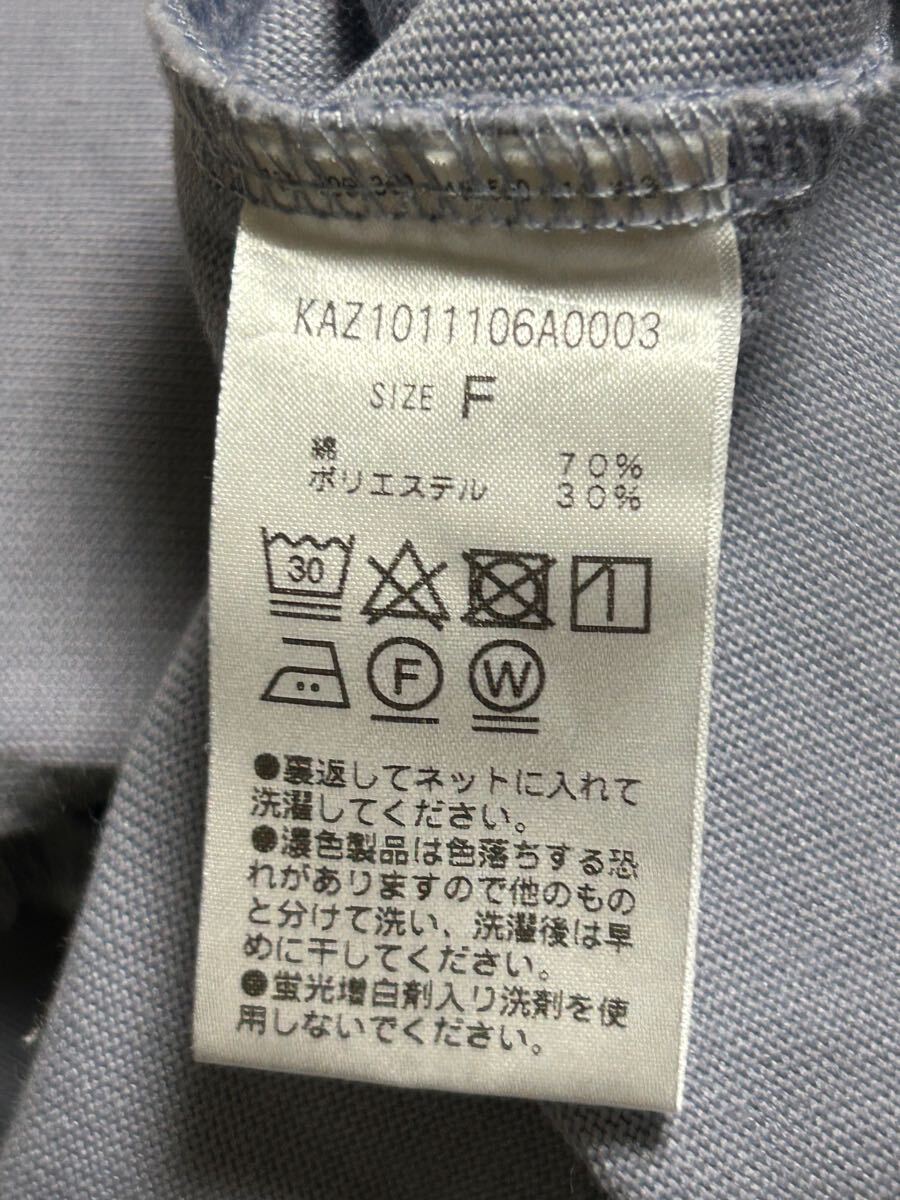 KAZ1011106A0003
SIZE F
綿 70%
ポリエステル 30%
30
F W
●裏返してネットに入れて
洗濯してください。
●濃色製品は色落ちする恐
れがありますので他のもの
と分けて洗い、洗濯後は早
めに干してください。
●蛍光増白剤入り洗剤を使
用しないでください。